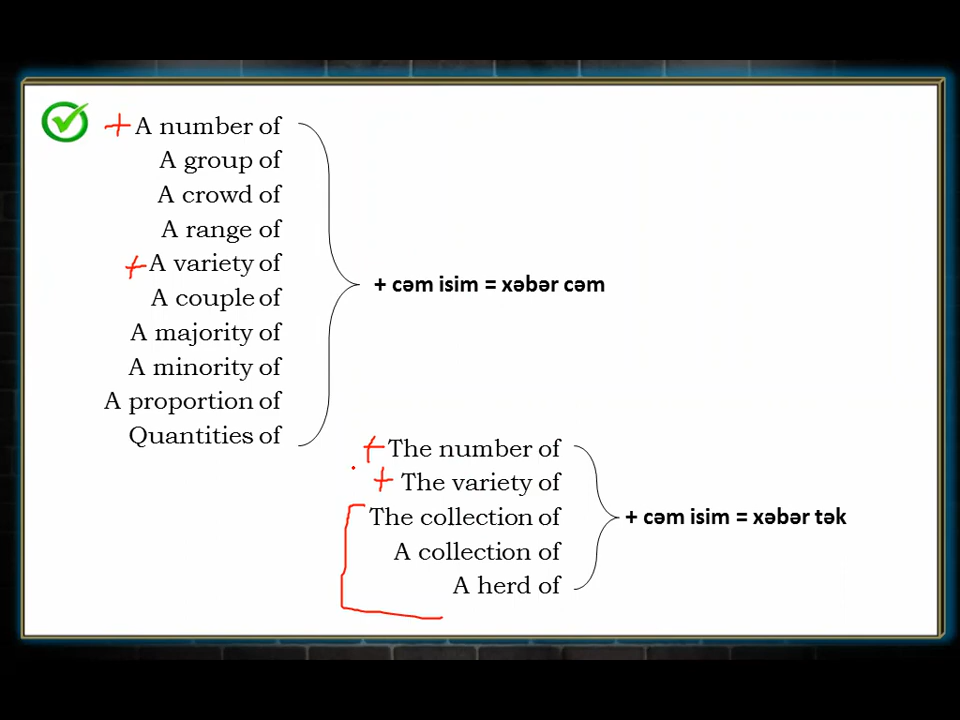 A number of
A group of
A crowd of
A range of
A variety of
A couple of
A majority of
A minority of
A proportion of
Quantities of
+ cəm isim = xəbər cəm
The number of
The variety of
The collection of
A collection of
A herd of
+ cəm isim = xəbər tək